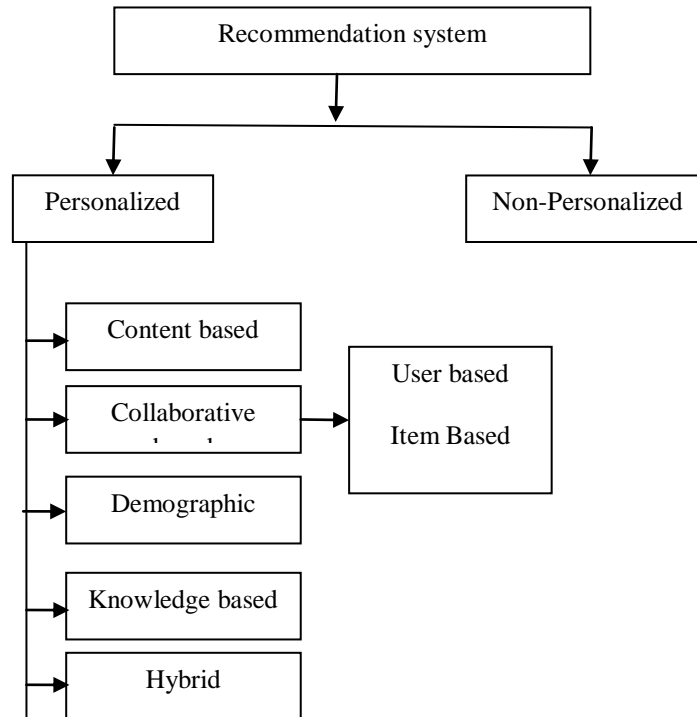 Recommendation system
Personalized
Non-Personalized
Content based
Collaborative
User based
Item Based
Demographic
Knowledge based
Hybrid